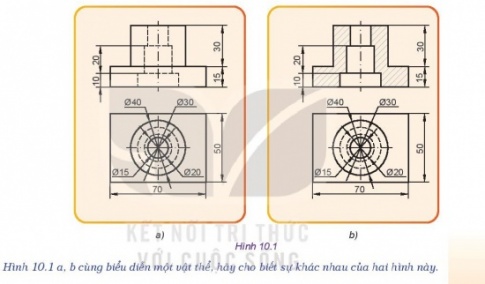 20
10
30
15
20
10
30
15
Ø40
Ø30
Ø15
Ø20
50
70
Ø40
Ø30
Ø15
Ø20
50
70
a)
b)
KẾT NỐI TRI THỨC
VỚI CUỘC SỐNG
Hình 10.1
Hình 10.1 a, b cùng biểu diễn một vật thể, hãy cho biết sự khác nhau của hai hình này.